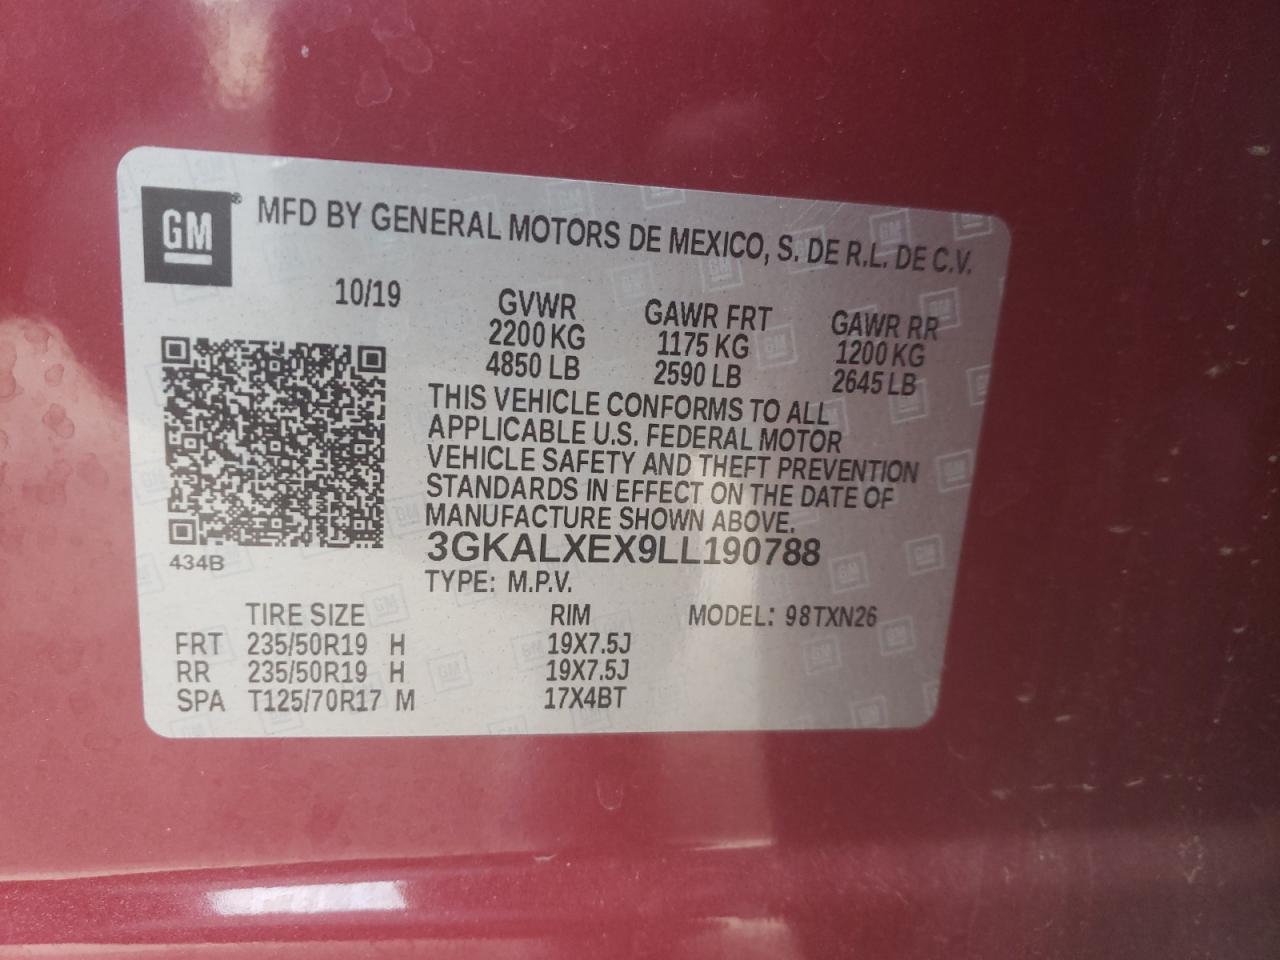 GM ® MFD BY GENERAL MOTORS DE MEXICO, S. DE R.L. DE C.V.
10/19
GVWR GAWR FRT GAWR RR
2200 KG 1175 KG 1200 KG
4850 LB 2590 LB 2645 LB
THIS VEHICLE CONFORMS TO ALL
APPLICABLE U.S. FEDERAL MOTOR
VEHICLE SAFETY AND THEFT PREVENTION
STANDARDS IN EFFECT ON THE DATE OF
MANUFACTURE SHOWN ABOVE.
3GKALXEX9LL190788
434B
TYPE: M.P.V.
TIRE SIZE RIM MODEL: 98TXN26
FRT 235/50R19 H 19X7.5J
RR 235/50R19 H 19X7.5J
SPA T125/70R17 M 17X4BT